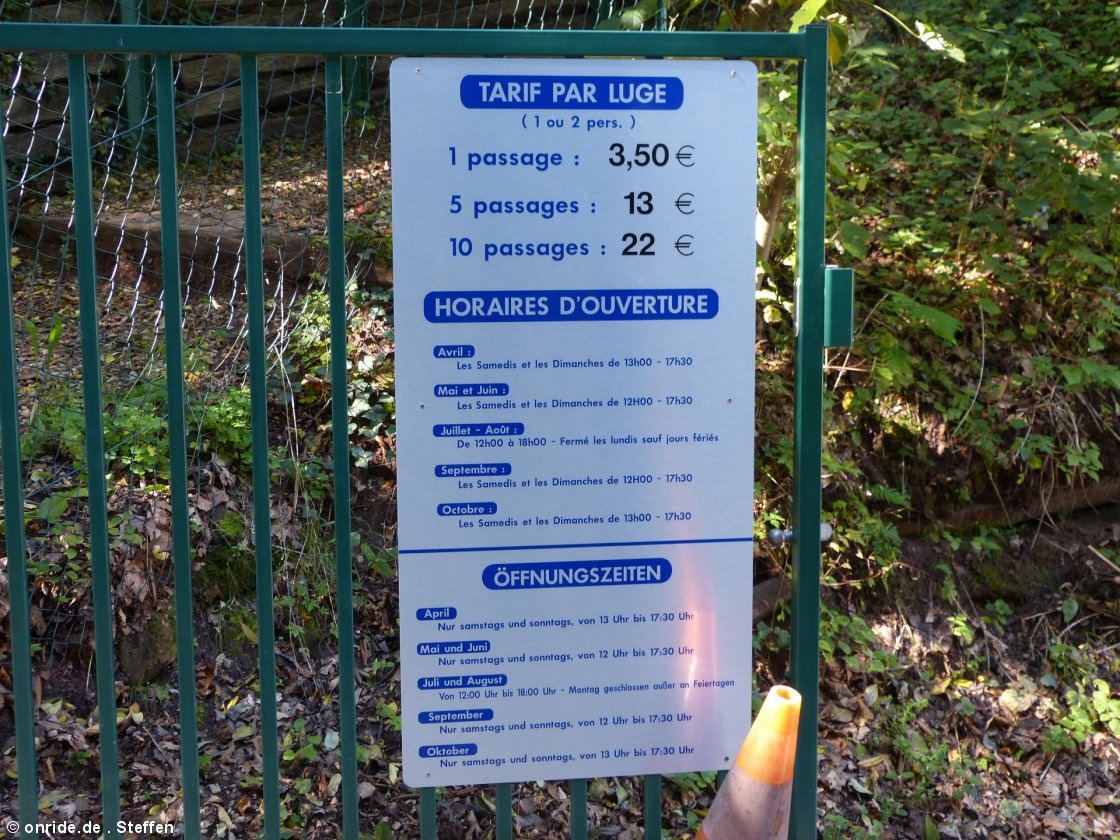 TARIF PAR LUGE
( 1 ou 2 pers. )
1 passage : 3,50 €
5 passages : 13 €
10 passages : 22 €
HORAIRES D'OUVERTURE
Avril :
Les Samedis et les Dimanches de 13h00 - 17h30
Mai et Juin :
Les Samedis et les Dimanches de 12H00 - 17h30
Juillet - Août :
De 12h00 à 18h00 - Fermé les lundis sauf jours fériés
Septembre :
Les Samedis et les Dimanches de 12H00 - 17h30
Octobre :
Les Samedis et les Dimanches de 13h00 - 17h30
ÖFFNUNGSZEITEN
April
Nur samstags und sonntags, von 13 Uhr bis 17:30 Uhr
Mai und Juni
Nur samstags und sonntags, von 12 Uhr bis 17:30 Uhr
Juli und August
Von 12:00 Uhr bis 18:00 Uhr - Montag geschlossen außer an Feiertagen
September
Nur samstags und sonntags, von 12 Uhr bis 17:30 Uhr
Oktober
Nur samstags und sonntags, von 13 Uhr bis 17:30 Uhr
© onride.de . Steffen